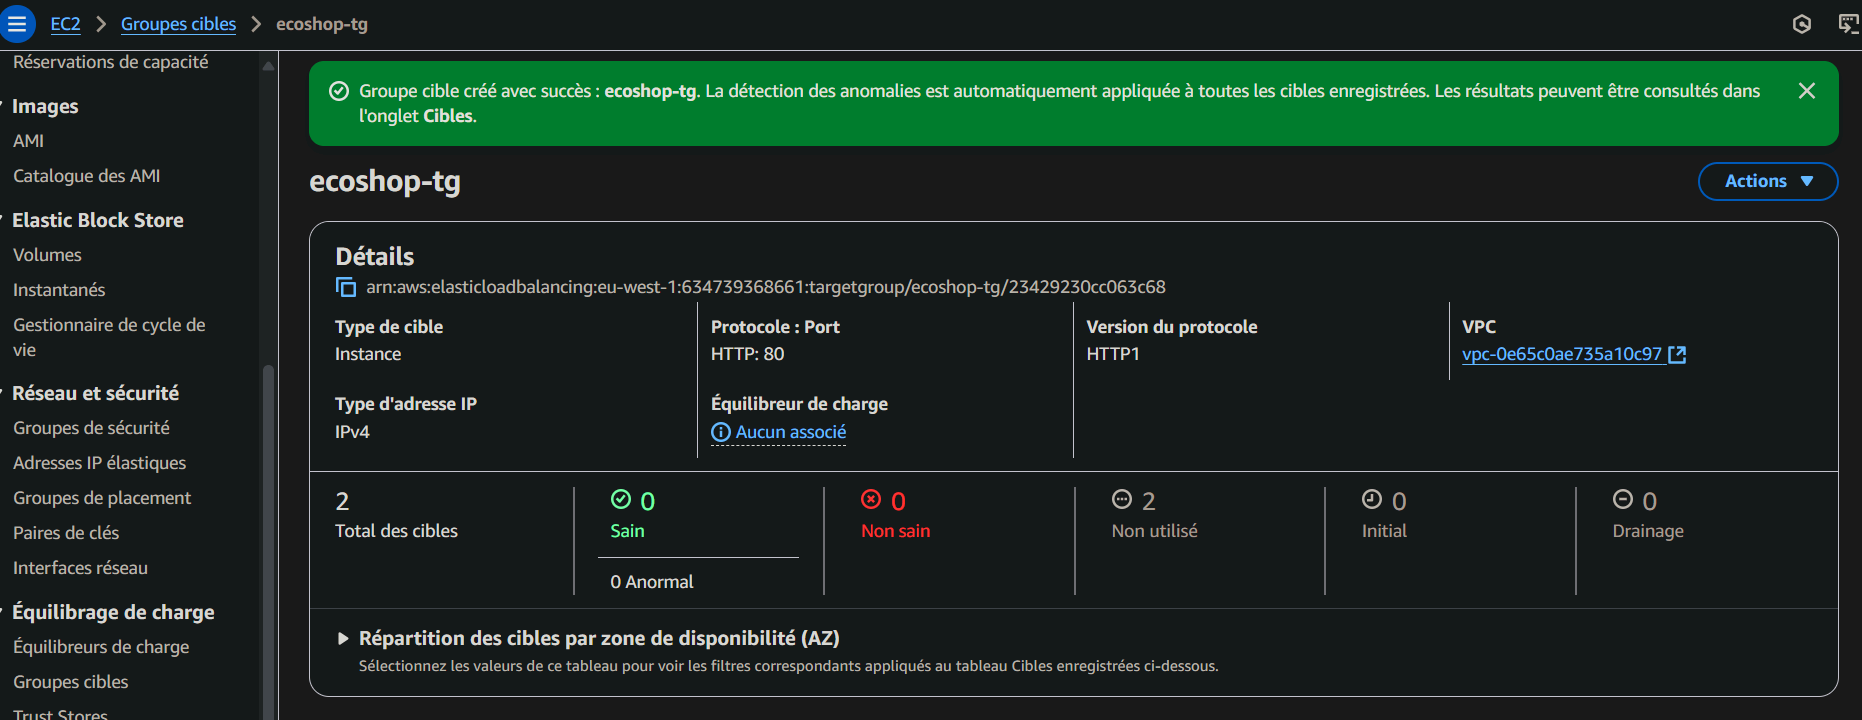 EC2 > Groupes cibles > ecoshop-tg
Réservations de capacité
Images
AMI
Catalogue des AMI
Elastic Block Store
Volumes
Instantanés
Gestionnaire de cycle de
vie
Réseau et sécurité
Groupes de sécurité
Adresses IP élastiques
Groupes de placement
Paires de clés
Interfaces réseau
Équilibrage de charge
Équilibreurs de charge
Groupes cibles
Trust Stores
Groupe cible créé avec succès : ecoshop-tg. La détection des anomalies est automatiquement appliquée à toutes les cibles enregistrées. Les résultats peuvent être consultés dans
l'onglet Cibles.
ecoshop-tg
Actions
Détails
arn:aws:elasticloadbalancing:eu-west-1:634739368661:targetgroup/ecoshop-tg/23429230cc063c68
Type de cible
Instance
Protocole : Port
HTTP: 80
Version du protocole
HTTP1
VPC
vpc-0e65c0ae735a10c97
Type d'adresse IP
IPv4
Équilibreur de charge
Aucun associé
2
Total des cibles
0
Sain
0 Anormal
0
Non sain
2
Non utilisé
0
Initial
0
Drainage
Répartition des cibles par zone de disponibilité (AZ)
Sélectionnez les valeurs de ce tableau pour voir les filtres correspondants appliqués au tableau Cibles enregistrées ci-dessous.